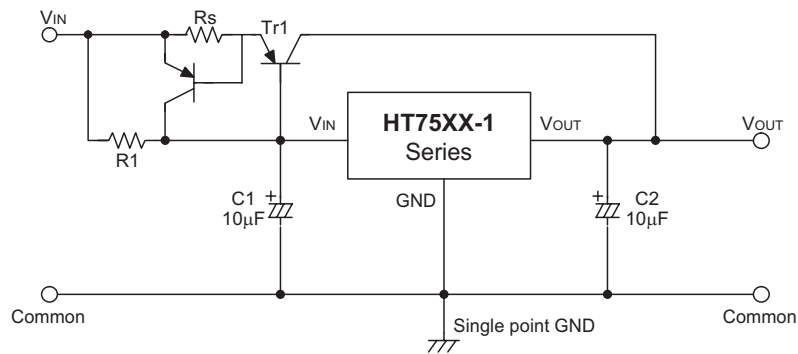 VIN
Rs
Tr1
R1
VIN
HT75XX-1
Series
VOUT
VOUT
GND
C1
+
10μF
C2
+
10μF
Common
Common
Single point GND